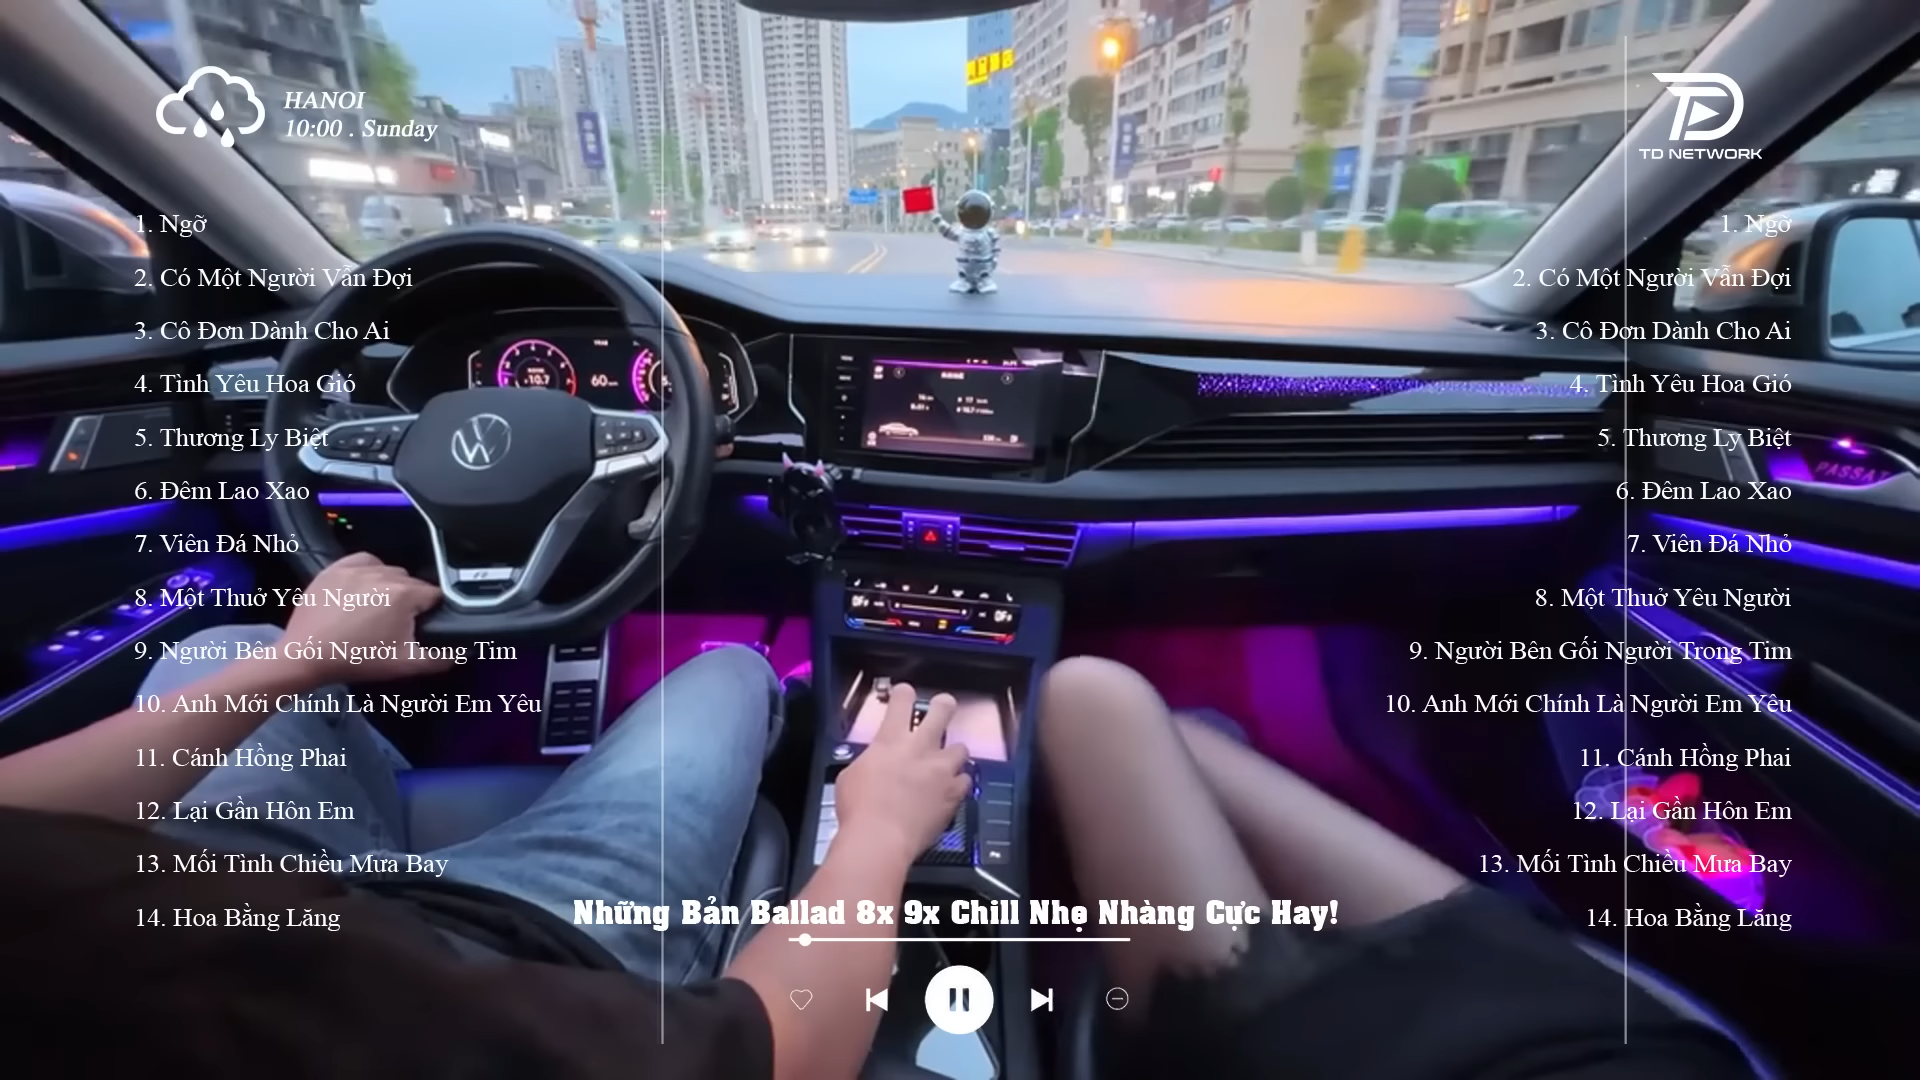 HANOI
10:00 . Sunday
TD NETWORK
1. Ngỡ
2. Có Một Người Vẫn Đợi
3. Cô Đơn Dành Cho Ai
4. Tình Yêu Hoa Gió
5. Thương Ly Biệt
6. Đêm Lao Xao
7. Viên Đá Nhỏ
8. Một Thuở Yêu Người
9. Người Bên Gối Người Trong Tim
10. Anh Mới Chính Là Người Em Yêu
11. Cánh Hồng Phai
12. Lại Gần Hôn Em
13. Mối Tình Chiều Mưa Bay
14. Hoa Bằng Lăng
1. Ngỡ
2. Có Một Người Vẫn Đợi
3. Cô Đơn Dành Cho Ai
4. Tình Yêu Hoa Gió
5. Thương Ly Biệt
6. Đêm Lao Xao
7. Viên Đá Nhỏ
8. Một Thuở Yêu Người
9. Người Bên Gối Người Trong Tim
10. Anh Mới Chính Là Người Em Yêu
11. Cánh Hồng Phai
12. Lại Gần Hôn Em
13. Mối Tình Chiều Mưa Bay
14. Hoa Bằng Lăng
60
PASSAT
Những Bản Ballad 8x 9x Chill Nhẹ Nhàng Cực Hay!